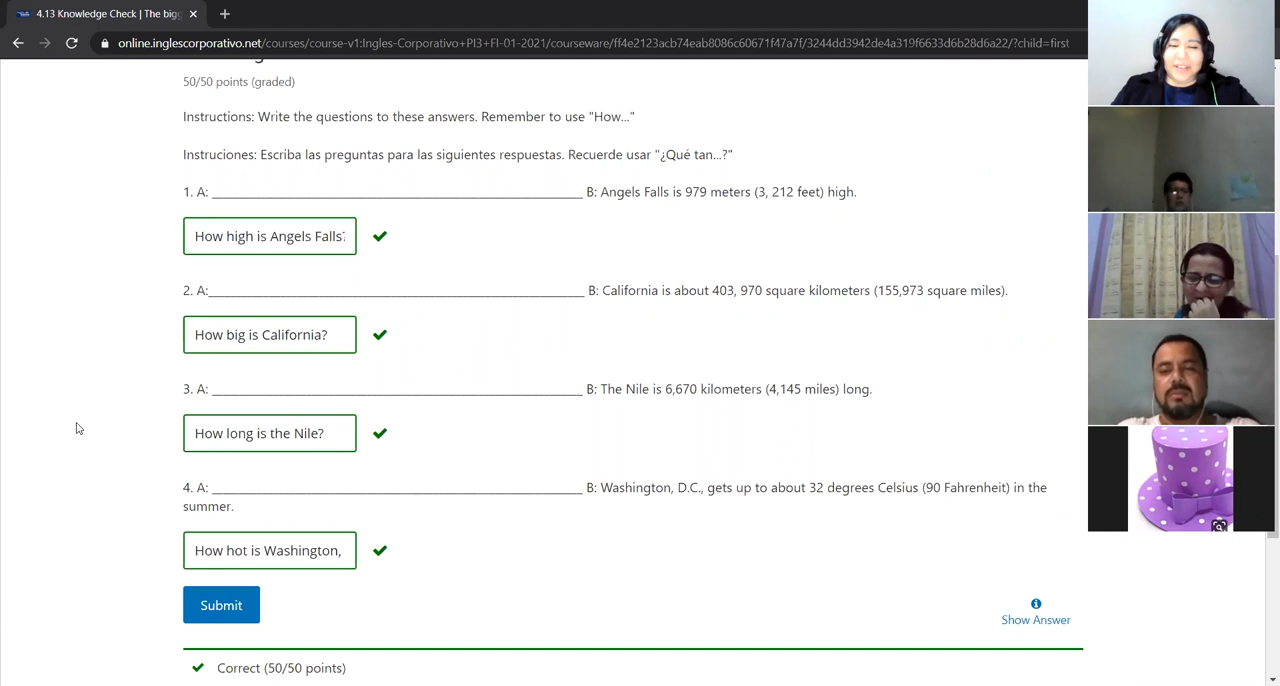 4.13 Knowledge Check | The bigg
online.inglescorporativo.net/courses/course-v1:Ingles-Corporativo+PI3+FI-01-2021/courseware/ff4e2123acb74eab8086c60671f47a7f/3244dd3942de4a319f6633d6b28d6a22/?child=first
50/50 points (graded)
Instructions: Write the questions to these answers. Remember to use "How..."
Instruciones: Escriba las preguntas para las siguientes respuestas. Recuerde usar "¿Qué tan...?"
1. A: ______________________________________________________ B: Angels Falls is 979 meters (3, 212 feet) high.
How high is Angels Falls?
2. A:______________________________________________________ B: California is about 403, 970 square kilometers (155,973 square miles).
How big is California?
3. A: ______________________________________________________ B: The Nile is 6,670 kilometers (4,145 miles) long.
How long is the Nile?
4. A: ______________________________________________________ B: Washington, D.C., gets up to about 32 degrees Celsius (90 Fahrenheit) in the
summer.
How hot is Washington,
Submit
Show Answer
Correct (50/50 points)